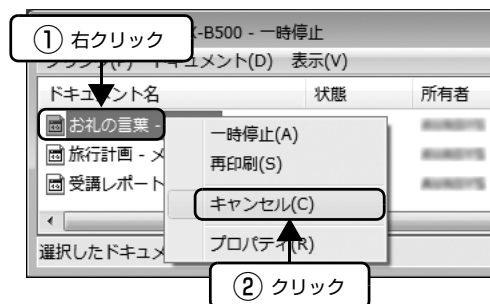 ① 右クリック
X-B500 - 一時停止
ドキュメント(D) 表示(V)
ドキュメント名 状態 所有者
お礼の言葉 -
一時停止(A)
旅行計画 - メ
再印刷(S)
受講レポート
キャンセル(C)
プロパティ(R)
選択したドキュメ
② クリック